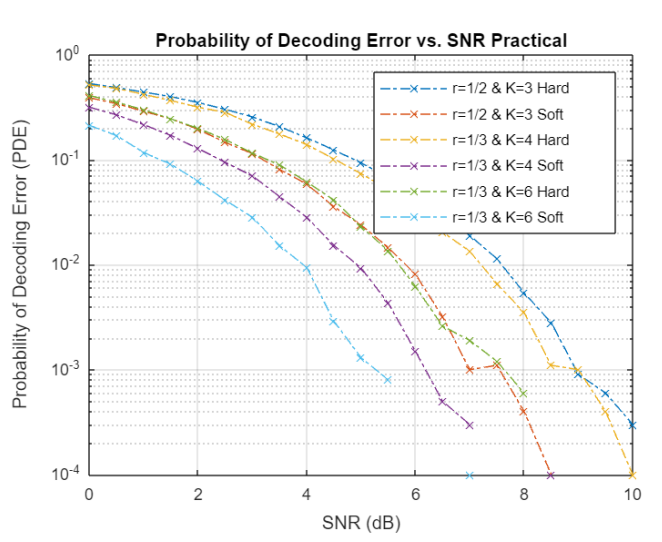 Probability of Decoding Error vs. SNR Practical
10^0
10^-1
10^-2
10^-3
10^-4
Probability of Decoding Error (PDE)
r=1/2 & K=3 Hard
r=1/2 & K=3 Soft
r=1/3 & K=4 Hard
r=1/3 & K=4 Soft
r=1/3 & K=6 Hard
r=1/3 & K=6 Soft
0 2 4 6 8 10
SNR (dB)